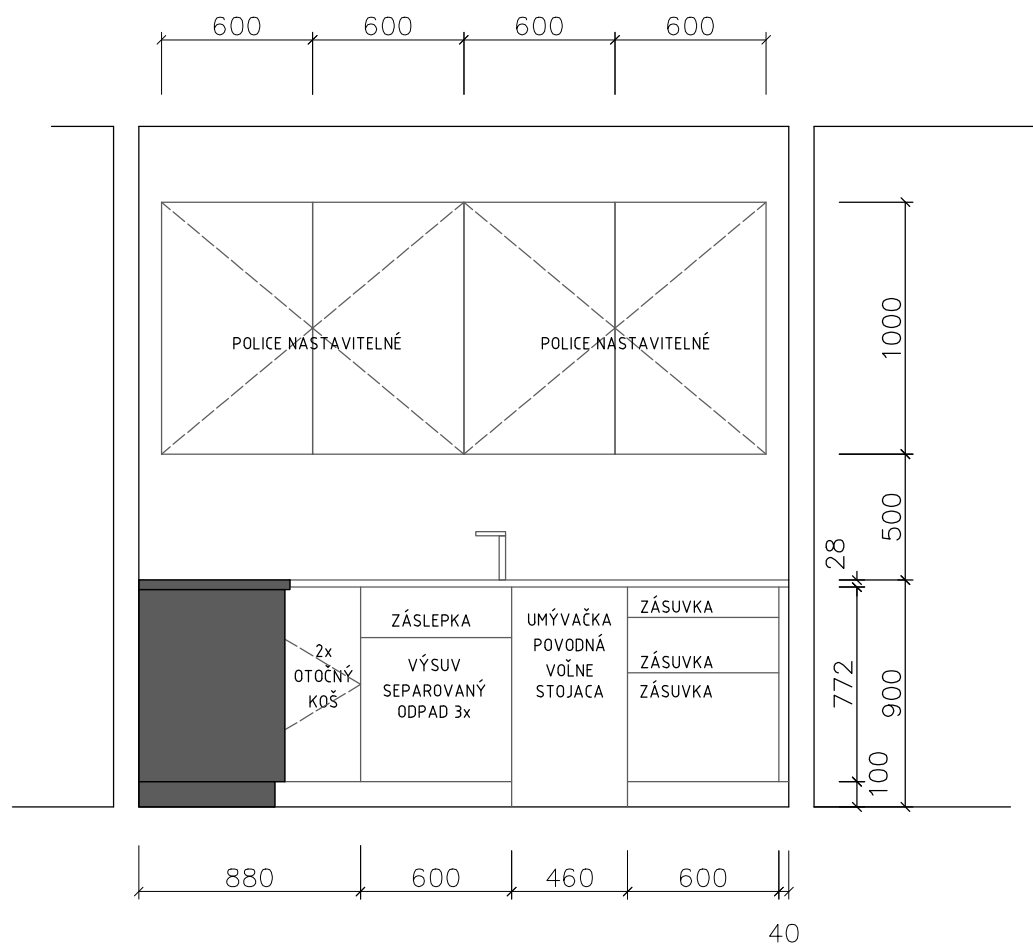 600 600 600 600
POLICE NASTAVITELNÉ POLICE NASTAVITELNÉ
1000
500
28
772
900
100
2x
OTOČNÝ
KOŠ
ZÁSLEPKA
VÝSUV
SEPAROVANÝ
ODPAD 3x
UMÝVAČKA
POVODNÁ
VOĽNE
STOJACA
ZÁSUVKA
ZÁSUVKA
ZÁSUVKA
880 600 460 600
40